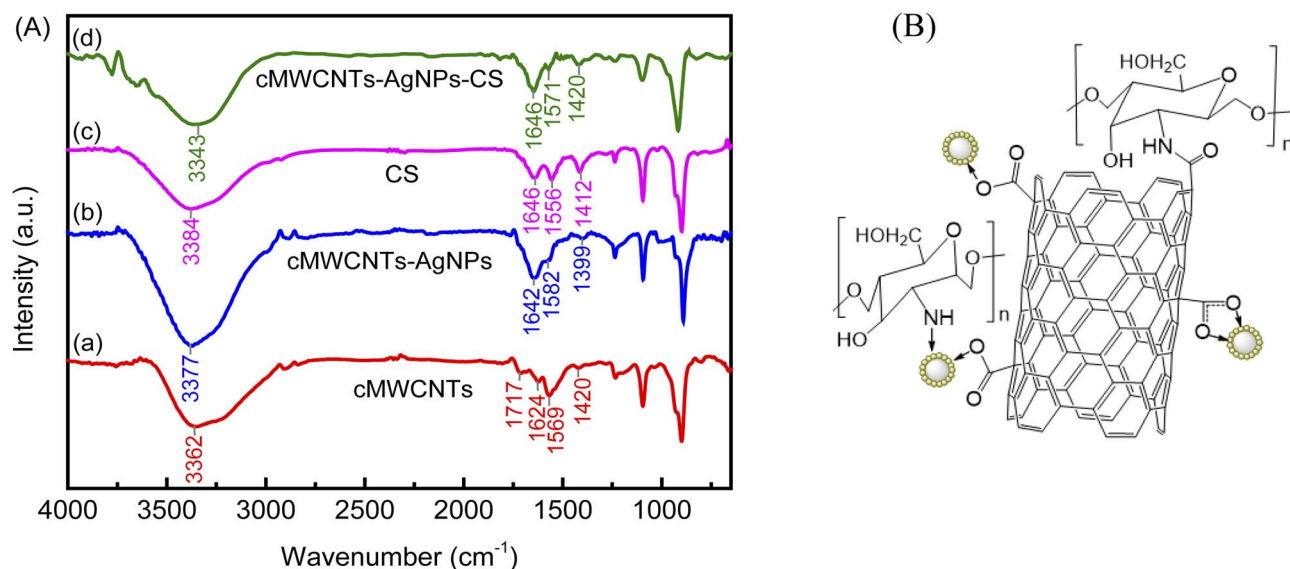 (A)
(d)
cMWCNTs-AgNPs-CS
3343
1646
1571
1420
(c)
CS
3384
1646
1556
1412
(b)
cMWCNTs-AgNPs
3377
1642
1582
1399
(a)
cMWCNTs
3362
1717
1624
1569
1420
4000 3500 3000 2500 2000 1500 1000
Wavenumber (cm⁻¹)
Intensity (a.u.)
(B)
HOH₂C
O
O
O
OH
HN
O
n
O
O
HOH₂C
O
O
O
HO
NH
n
O
O
O
O